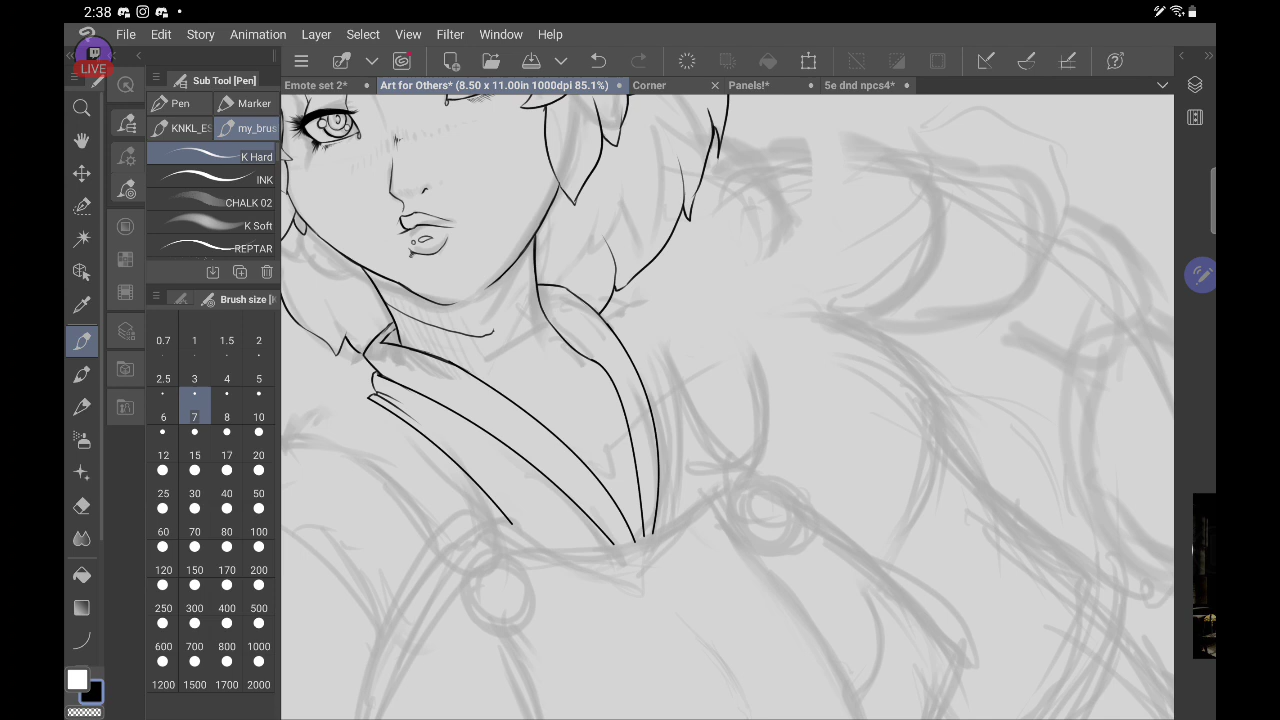 2:38
File Edit Story Animation Layer Select View Filter Window Help
LIVE
Sub Tool [Pen]
Emote set 2*
Art for Others* (8.50 x 11.00in 1000dpi 85.1%)
Corner
Panels!*
5e dnd npcs4*
Pen Marker
KNKL_ES my_brus
K Hard
INK
CHALK 02
K Soft
REPTAR
Brush size [K
0.7 1 1.5 2
2.5 3 4 5
6 7 8 10
12 15 17 20
25 30 40 50
60 70 80 100
120 150 170 200
250 300 400 500
600 700 800 1000
1200 1500 1700 2000